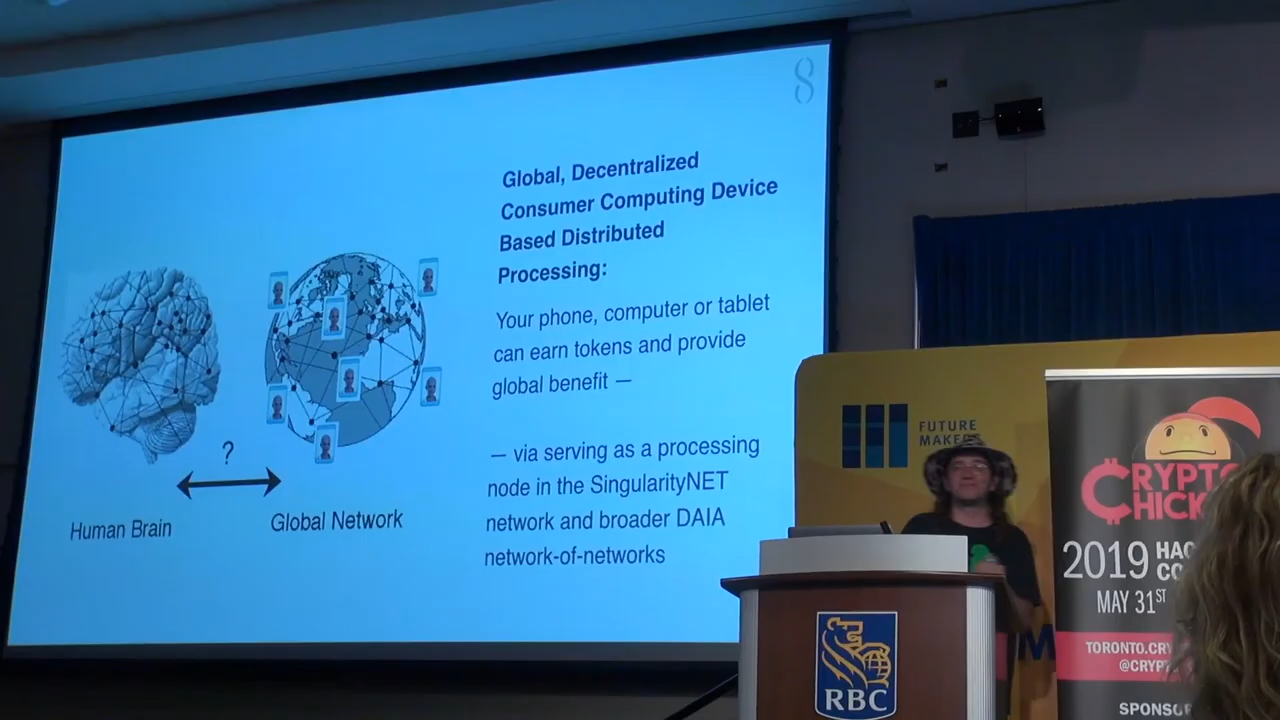 Global, Decentralized
Consumer Computing Device
Based Distributed
Processing:
Your phone, computer or tablet
can earn tokens and provide
global benefit —
— via serving as a processing
node in the SingularityNET
network and broader DAIA
network-of-networks
?
Human Brain
Global Network
FUTURE
RBC
2019
MAY 31ST